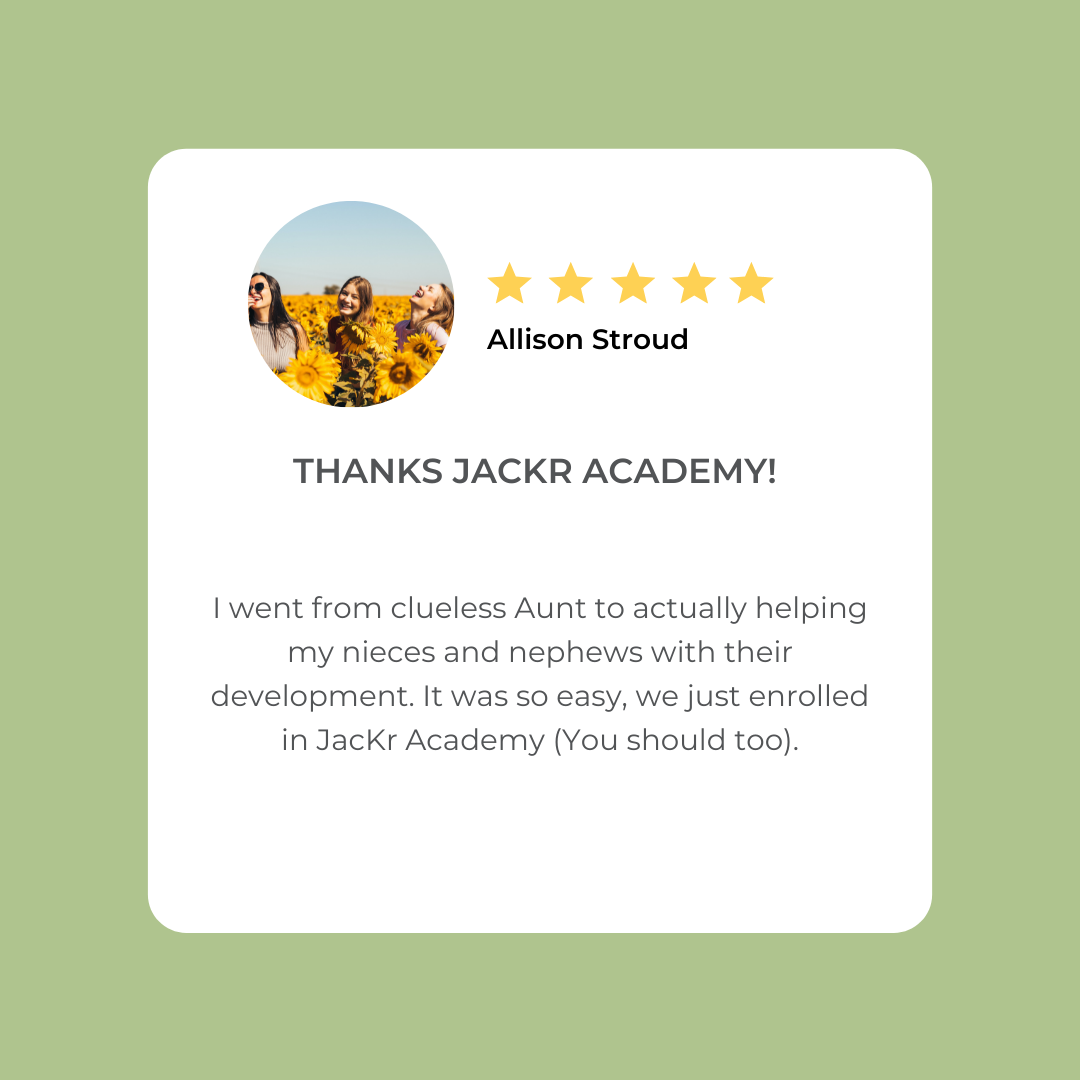 Allison Stroud
THANKS JACKR ACADEMY!
I went from clueless Aunt to actually helping
my nieces and nephews with their
development. It was so easy, we just enrolled
in JacKr Academy (You should too).